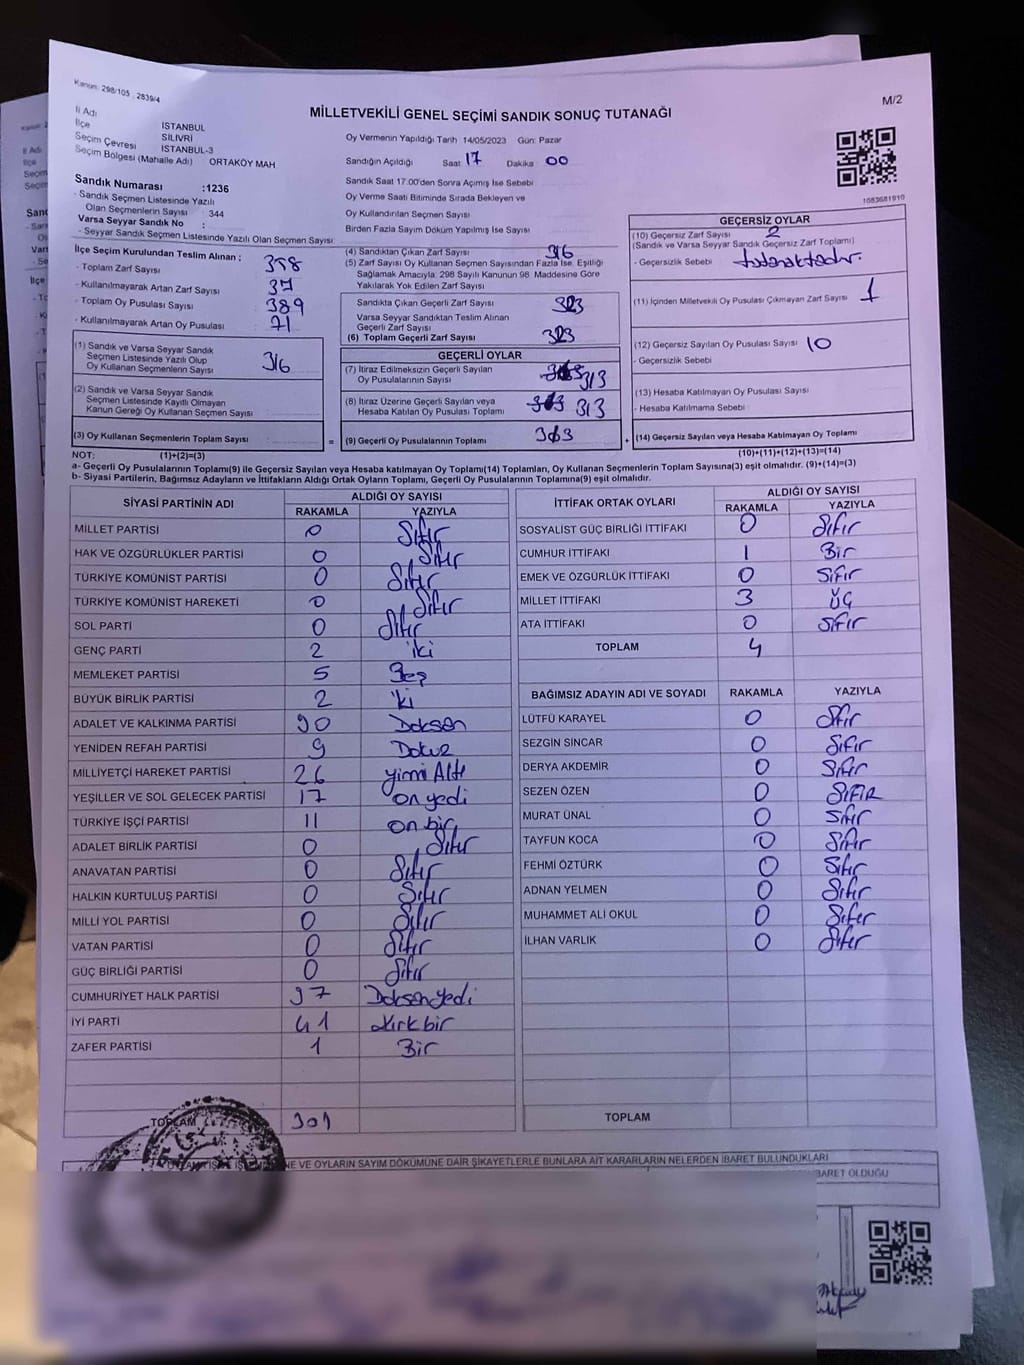 Kanun: 298/105 , 2839/4
M/2
MİLLETVEKİLİ GENEL SEÇİMİ SANDIK SONUÇ TUTANAĞI
İl Adı İSTANBUL
İlçe SİLİVRİ
Seçim Çevresi İSTANBUL-3
Seçim Bölgesi (Mahalle Adı) ORTAKÖY MAH.
Sandık Numarası :1236
- Sandık Seçmen Listesinde Yazılı
Olan Seçmenlerin Sayısı : 344
Varsa Seyyar Sandık No :
- Seyyar Sandık Seçmen Listesinde Yazılı Olan Seçmen Sayısı
Oy Vermenin Yapıldığı Tarih 14/05/2023 Gün: Pazar
Sandığın Açıldığı Saat 17 Dakika 00
Sandık Saat 17.00'den Sonra Açımış İse Sebebi
Oy Verme Saati Bitiminde Sırada Bekleyen ve
Oy Kullandırılan Seçmen Sayısı
Birden Fazla Sayım Döküm Yapılmış İse Sayısı
1083681910
İlçe Seçim Kurulundan Teslim Alınan :
- Toplam Zarf Sayısı 358
- Kullanılmayarak Artan Zarf Sayısı 37
- Toplam Oy Pusulası Sayısı 389
- Kullanılmayarak Artan Oy Pusulası 71
(1) Sandık ve Varsa Seyyar Sandık
Seçmen Listesinde Yazılı Olup
Oy Kullanan Seçmenlerin Sayısı 316
(2) Sandık ve Varsa Seyyar Sandık
Seçmen Listesinde Kayıtlı Olmayan
Kanun Gereği Oy Kullanan Seçmen Sayısı
(3) Oy Kullanan Seçmenlerin Toplam Sayısı =
(4) Sandıktan Çıkan Zarf Sayısı 316
(5) Zarf Sayısı Oy Kullanan Seçmen Sayısından Fazla İse, Eşitliği
Sağlamak Amacıyla; 298 Sayılı Kanunun 98. Maddesine Göre
Yakılarak Yok Edilen Zarf Sayısı
Sandıkta Çıkan Geçerli Zarf Sayısı 323
Varsa Seyyar Sandıktan Teslim Alınan
Geçerli Zarf Sayısı
(6) Toplam Geçerli Zarf Sayısı 323
GEÇERLİ OYLAR
(7) İtiraz Edilmeksizin Geçerli Sayılan
Oy Pusulalarının Sayısı 313
(8) İtiraz Üzerine Geçerli Sayılan veya
Hesaba Katılan Oy Pusulası Toplamı 313
(9) Geçerli Oy Pusulalarının Toplamı +
GEÇERSİZ OYLAR
(10) Geçersiz Zarf Sayısı 2
(Sandık ve Varsa Seyyar Sandık Geçersiz Zarf Toplamı)
- Geçersizlik Sebebi
(11) İçinden Milletvekili Oy Pusulası Çıkmayan Zarf Sayısı 1
(12) Geçersiz Sayılan Oy Pusulası Sayısı 10
- Geçersizlik Sebebi
(13) Hesaba Katılmayan Oy Pusulası Sayısı
- Hesaba Katılmama Sebebi
(14) Geçersiz Sayılan veya Hesaba Katılmayan Oy Toplamı
NOT: (1)+(2)=(3) (10)+(11)+(12)+(13)=(14)
a- Geçerli Oy Pusulalarının Toplamı(9) ile Geçersiz Sayılan veya Hesaba katılmayan Oy Toplamı(14) Toplamları, Oy Kullanan Seçmenlerin Toplam Sayısına(3) eşit olmalıdır. (9)+(14)=(3)
b- Siyasi Partilerin, Bağımsız Adayların ve İttifakların Aldığı Ortak Oyların Toplamı, Geçerli Oy Pusulalarının Toplamına(9) eşit olmalıdır.
SİYASİ PARTİNİN ADI ALDIĞI OY SAYISI
RAKAMLA YAZIYLA
MİLLET PARTİSİ 0 Sıfır
HAK VE ÖZGÜRLÜKLER PARTİSİ 0 Sıfır
TÜRKİYE KOMÜNİST PARTİSİ 0 Sıfır
TÜRKİYE KOMÜNİST HAREKETİ 0 Sıfır
SOL PARTİ 0 Sıfır
GENÇ PARTİ 2 iki
MEMLEKET PARTİSİ 5 Beş
BÜYÜK BİRLİK PARTİSİ 2 iki
ADALET VE KALKINMA PARTİSİ 90 Doksan
YENİDEN REFAH PARTİSİ 9 Dokuz
MİLLİYETÇİ HAREKET PARTİSİ 26 yirmi Altı
YEŞİLLER VE SOL GELECEK PARTİSİ 17 on yedi
TÜRKİYE İŞÇİ PARTİSİ 11 on bir
ADALET BİRLİK PARTİSİ 0 Sıfır
ANAVATAN PARTİSİ 0 Sıfır
HALKIN KURTULUŞ PARTİSİ 0 Sıfır
MİLLİ YOL PARTİSİ 0 Sıfır
VATAN PARTİSİ 0 Sıfır
GÜÇ BİRLİĞİ PARTİSİ 0 Sıfır
CUMHURİYET HALK PARTİSİ 97 Doksanyedi
İYİ PARTİ 41 kırkbir
ZAFER PARTİSİ 1 Bir
TOPLAM 301
İTTİFAK ORTAK OYLARI ALDIĞI OY SAYISI
RAKAMLA YAZIYLA
SOSYALİST GÜÇ BİRLİĞİ İTTİFAKI 0 Sıfır
CUMHUR İTTİFAKI 1 Bir
EMEK VE ÖZGÜRLÜK İTTİFAKI 0 Sıfır
MİLLET İTTİFAKI 3 ÜÇ
ATA İTTİFAKI 0 Sıfır
TOPLAM 4
BAĞIMSIZ ADAYIN ADI VE SOYADI RAKAMLA YAZIYLA
LÜTFÜ KARAYEL 0 Sıfır
SEZGİN SİNCAR 0 Sıfır
DERYA AKDEMİR 0 Sıfır
SEZEN ÖZEN 0 SIFIR
MURAT ÜNAL 0 Sıfır
TAYFUN KOCA 0 Sıfır
FEHMİ ÖZTÜRK 0 Sıfır
ADNAN YELMEN 0 Sıfır
MUHAMMET ALİ OKUL 0 Sıfır
İLHAN VARLIK 0 Sıfır
TOPLAM
NE VE OYLARIN SAYIM DÖKÜMÜNE DAİR ŞİKAYETLERLE BUNLARA AİT KARARLARIN NELERDEN İBARET BULUNDUKLARI
BARET OLDUĞU